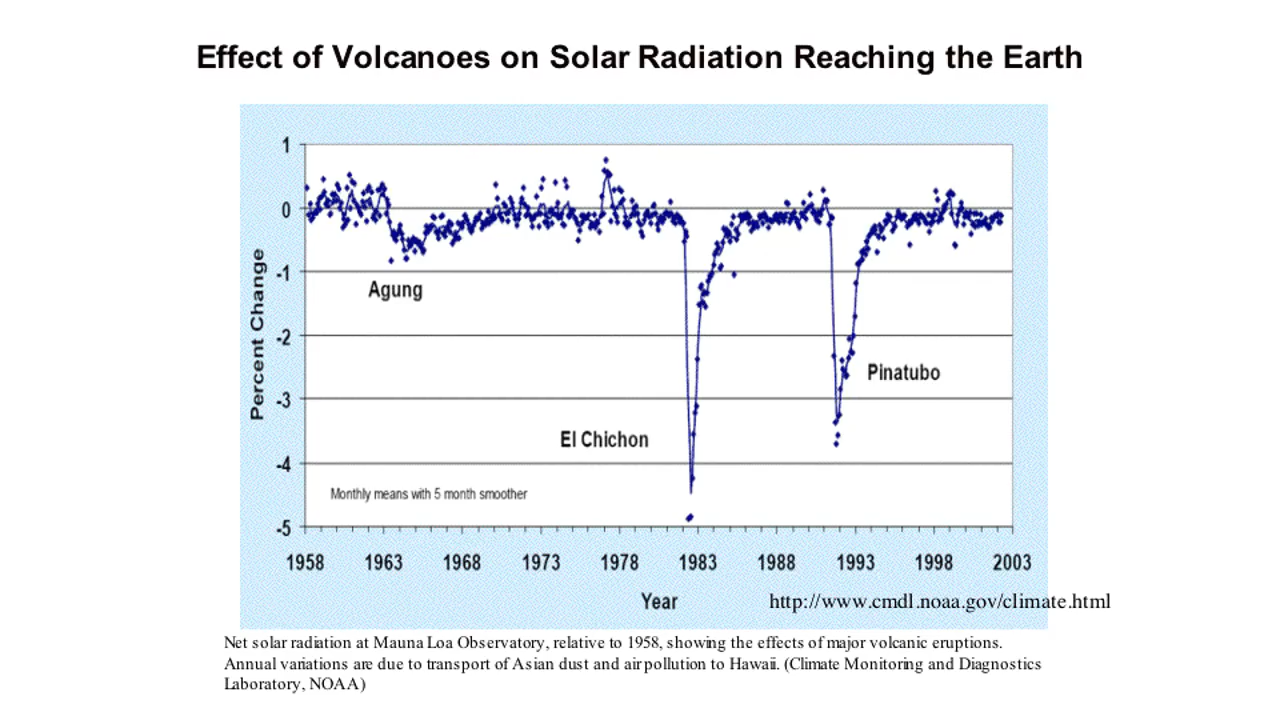 Effect of Volcanoes on Solar Radiation Reaching the Earth
1
0
-1
-2
-3
-4
-5
Percent Change
Agung
El Chichon
Pinatubo
Monthly means with 5 month smoother
1958 1963 1968 1973 1978 1983 1988 1993 1998 2003
Year
http://www.cmdl.noaa.gov/climate.html
Net solar radiation at Mauna Loa Observatory, relative to 1958, showing the effects of major volcanic eruptions.
Annual variations are due to transport of Asian dust and air pollution to Hawaii. (Climate Monitoring and Diagnostics
Laboratory, NOAA)